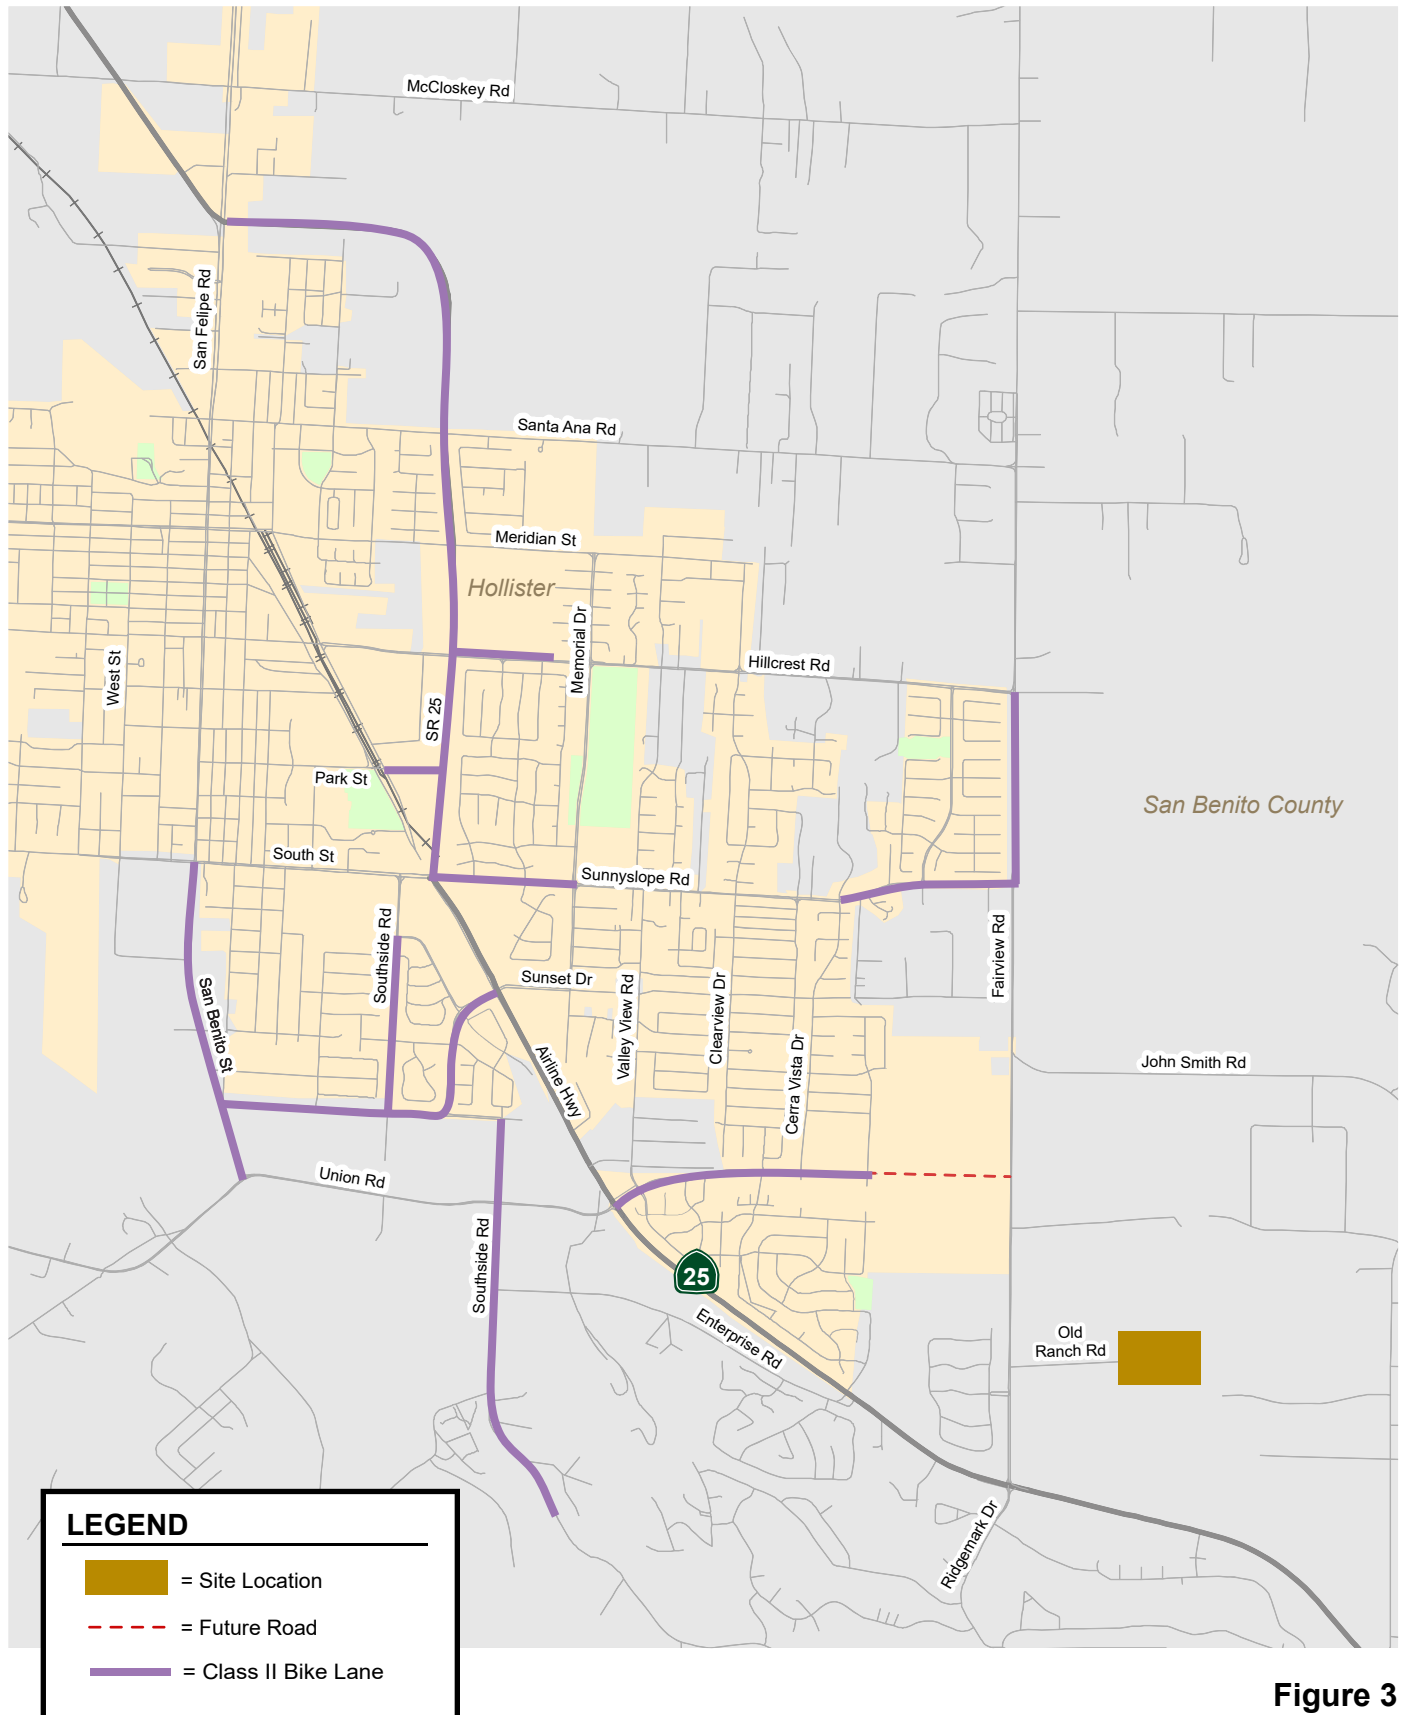 McCloskey Rd
San Felipe Rd
Santa Ana Rd
Meridian St
Hollister
Memorial Dr
West St
Hillcrest Rd
SR 25
Park St
San Benito County
South St
Sunnyslope Rd
Southside Rd
Fairview Rd
Sunset Dr
San Benito St
Valley View Rd
Clearview Dr
Cerra Vista Dr
Airline Hwy
John Smith Rd
Union Rd
Southside Rd
25
Enterprise Rd
Old
Ranch Rd
Ridgemark Dr
LEGEND
= Site Location
= Future Road
= Class II Bike Lane
Figure 3